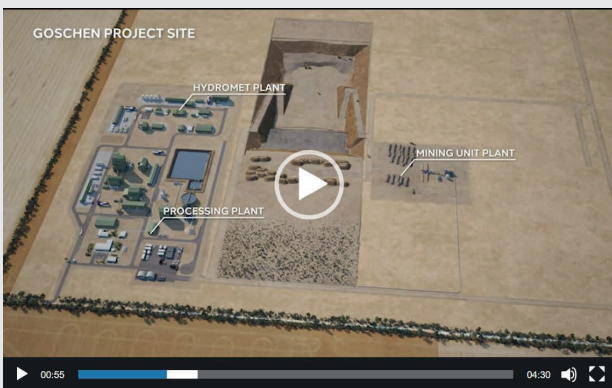 GOSCHEN PROJECT SITE
HYDROMET PLANT
MINING UNIT PLANT
PROCESSING PLANT
00:55
04:30